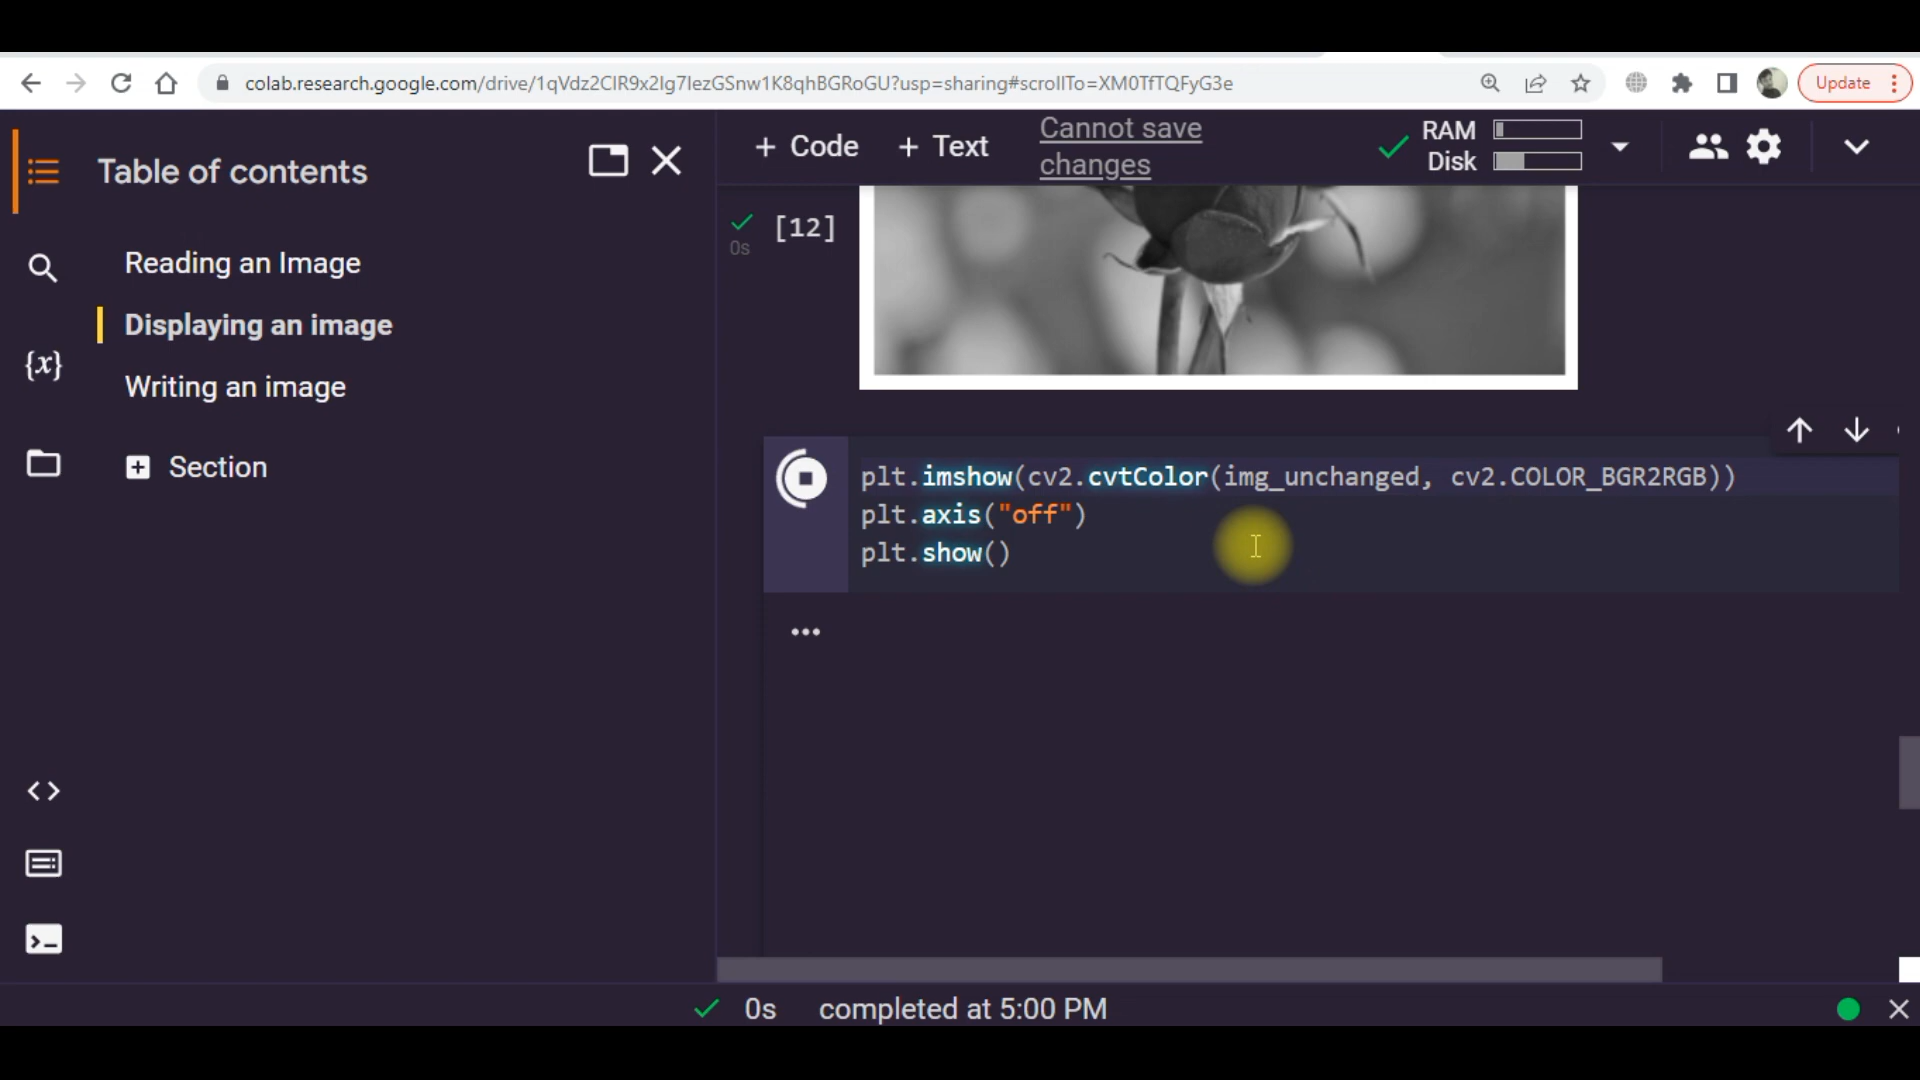 colab.research.google.com/drive/1qVdz2ClR9x2Ig7IezGSnw1K8qhBGRoGU?usp=sharing#scrollTo=XM0TfTQFyG3e
Update
Table of contents
+ Code
+ Text
Cannot save
changes
RAM
Disk
Reading an Image
Displaying an image
Writing an image
Section
{x}
[12]
0s
plt.imshow(cv2.cvtColor(img_unchanged, cv2.COLOR_BGR2RGB))
plt.axis("off")
plt.show()
0s completed at 5:00 PM